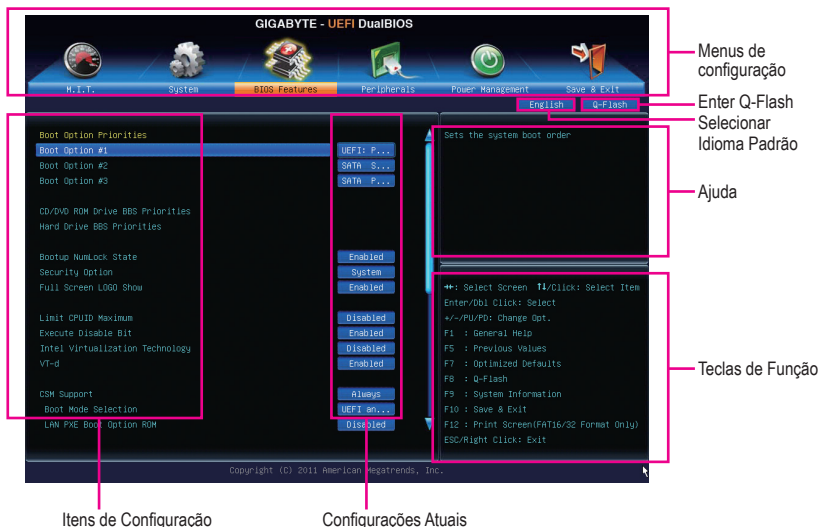 GIGABYTE - UEFI DualBIOS
M.I.T.
System
BIOS Features
Peripherals
Power Management
Save & Exit
Menus de
configuração
English
Q-Flash
Enter Q-Flash
Selecionar
Idioma Padrão
Boot Option Priorities
Boot Option #1 UEFI: P...
Boot Option #2 SATA S...
Boot Option #3 SATA P...
CD/DVD ROM Drive BBS Priorities
Hard Drive BBS Priorities
Bootup NumLock State Enabled
Security Option System
Full Screen LOGO Show Enabled
Limit CPUID Maximum Disabled
Execute Disable Bit Enabled
Intel Virtualization Technology Disabled
VT-d Enabled
CSM Support Always
Boot Mode Selection UEFI an...
LAN PXE Boot Option ROM Disabled
Sets the system boot order
Ajuda
→←: Select Screen ↑↓/Click: Select Item
Enter/Dbl Click: Select
+/-/PU/PD: Change Opt.
F1 : General Help
F5 : Previous Values
F7 : Optimized Defaults
F8 : Q-Flash
F9 : System Information
F10 : Save & Exit
F12 : Print Screen(FAT16/32 Format Only)
ESC/Right Click: Exit
Teclas de Função
Copyright (C) 2011 American Megatrends, Inc.
Itens de Configuração
Configurações Atuais